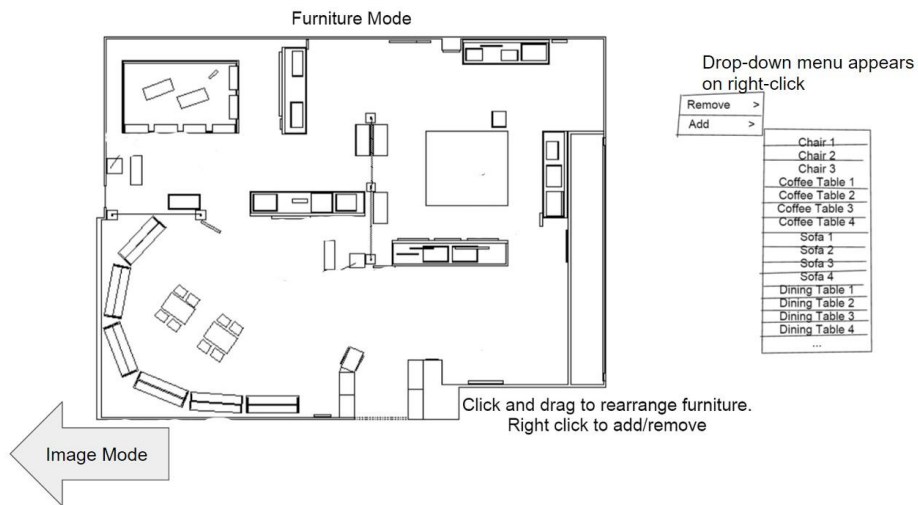 Furniture Mode
Drop-down menu appears
on right-click
Remove >
Add >
Chair 1
Chair 2
Chair 3
Coffee Table 1
Coffee Table 2
Coffee Table 3
Coffee Table 4
Sofa 1
Sofa 2
Sofa 3
Sofa 4
Dining Table 1
Dining Table 2
Dining Table 3
Dining Table 4
...
Click and drag to rearrange furniture.
Right click to add/remove
Image Mode